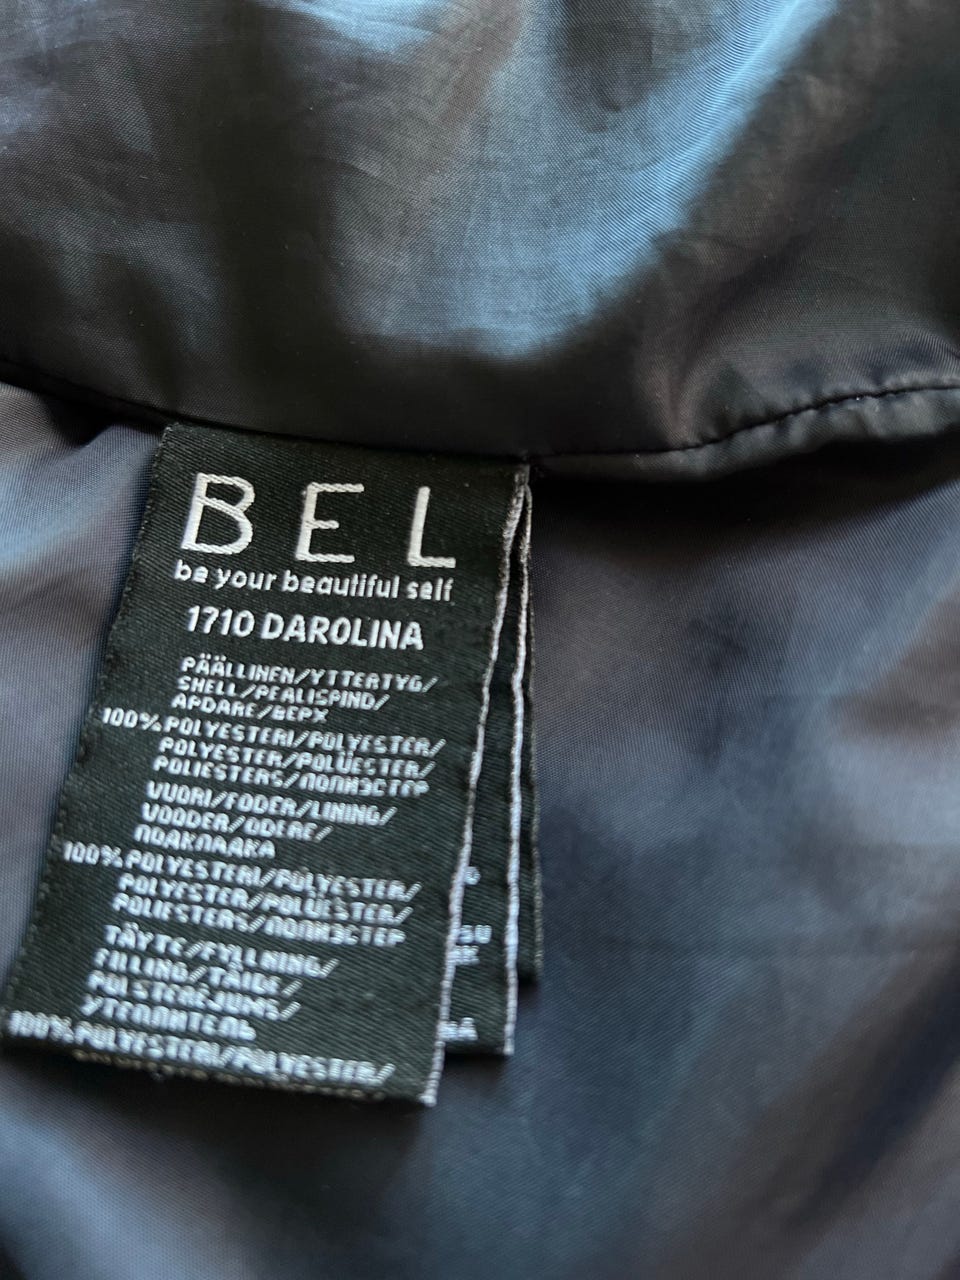 BEL
be your beautiful self
1710 DAROLINA
PÄÄLLINEN/YTTERTYG/
SHELL/PEALISPIND/
APDARE/ВЕРХ
100%POLYESTERI/POLYESTER/
POLYESTER/POLÜESTER/
POLIESTERS/ПОЛИЭСТЕР
VUORI/FODER/LINING/
VOODER/ODERE/
ПОДКЛАДКА
100%POLYESTERI/POLYESTER/
POLYESTER/POLÜESTER/
POLIESTERS/ПОЛИЭСТЕР
TÄYTE/FYLLNING/
FILLING/TÄIDE/
POLSTERĒJUMS/
УТЕПЛИТЕЛЬ
100%POLYESTERI/POLYESTER/